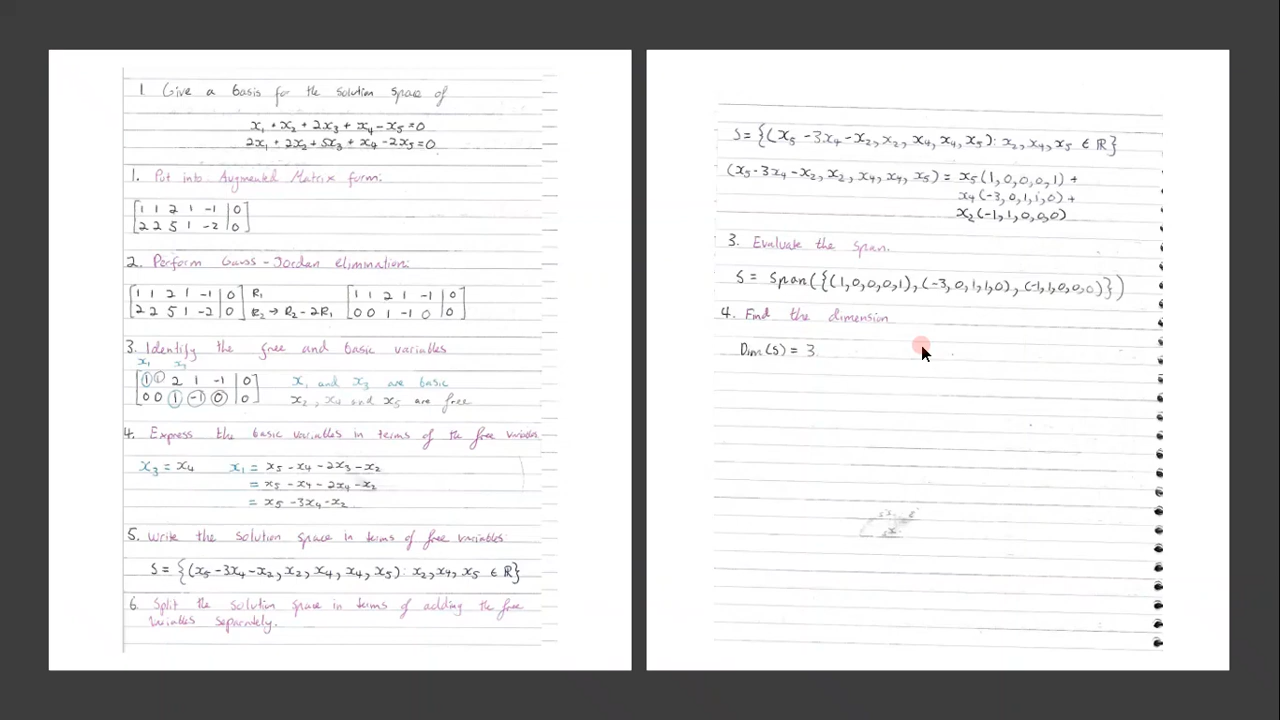 1 Give a basis for the solution space of
x₁ + x₂ + 2x₃ + x₄ - x₅ = 0
2x₁ + 2x₂ + 5x₃ + x₄ - 2x₅ = 0
1. Put into Augmented Matrix form:
[1 1 2 1 -1 | 0]
[2 2 5 1 -2 | 0]
2. Perform Gauss-Jordan elimination:
[1 1 2 1 -1 | 0] R₁ [1 1 2 1 -1 | 0]
[2 2 5 1 -2 | 0] R₂ → R₂ - 2R₁ [0 0 1 -1 0 | 0]
3. Identify the free and basic variables
x₁ x₃
[1 1 2 1 -1 | 0] x₁ and x₃ are basic
[0 0 1 -1 0 | 0] x₂, x₄ and x₅ are free
4. Express the basic variables in terms of the free variables
x₃ = x₄ x₁ = x₅ - x₄ - 2x₃ - x₂
= x₅ - x₄ - 2x₄ - x₂
= x₅ - 3x₄ - x₂
5. Write the solution space in terms of free variables:
S = {(x₅ - 3x₄ - x₂, x₂, x₄, x₄, x₅): x₂, x₄, x₅ ∈ ℝ}
6. Split the solution space in terms of adding the free
variables separately.
S = {(x₅ - 3x₄ - x₂, x₂, x₄, x₄, x₅): x₂, x₄, x₅ ∈ ℝ}
(x₅ - 3x₄ - x₂, x₂, x₄, x₄, x₅) = x₅(1, 0, 0, 0, 1) +
x₄(-3, 0, 1, 1, 0) +
x₂(-1, 1, 0, 0, 0)
3. Evaluate the span.
S = Span({(1,0,0,0,1), (-3,0,1,1,0), (-1,1,0,0,0)})
4. Find the dimension
Dim(S) = 3